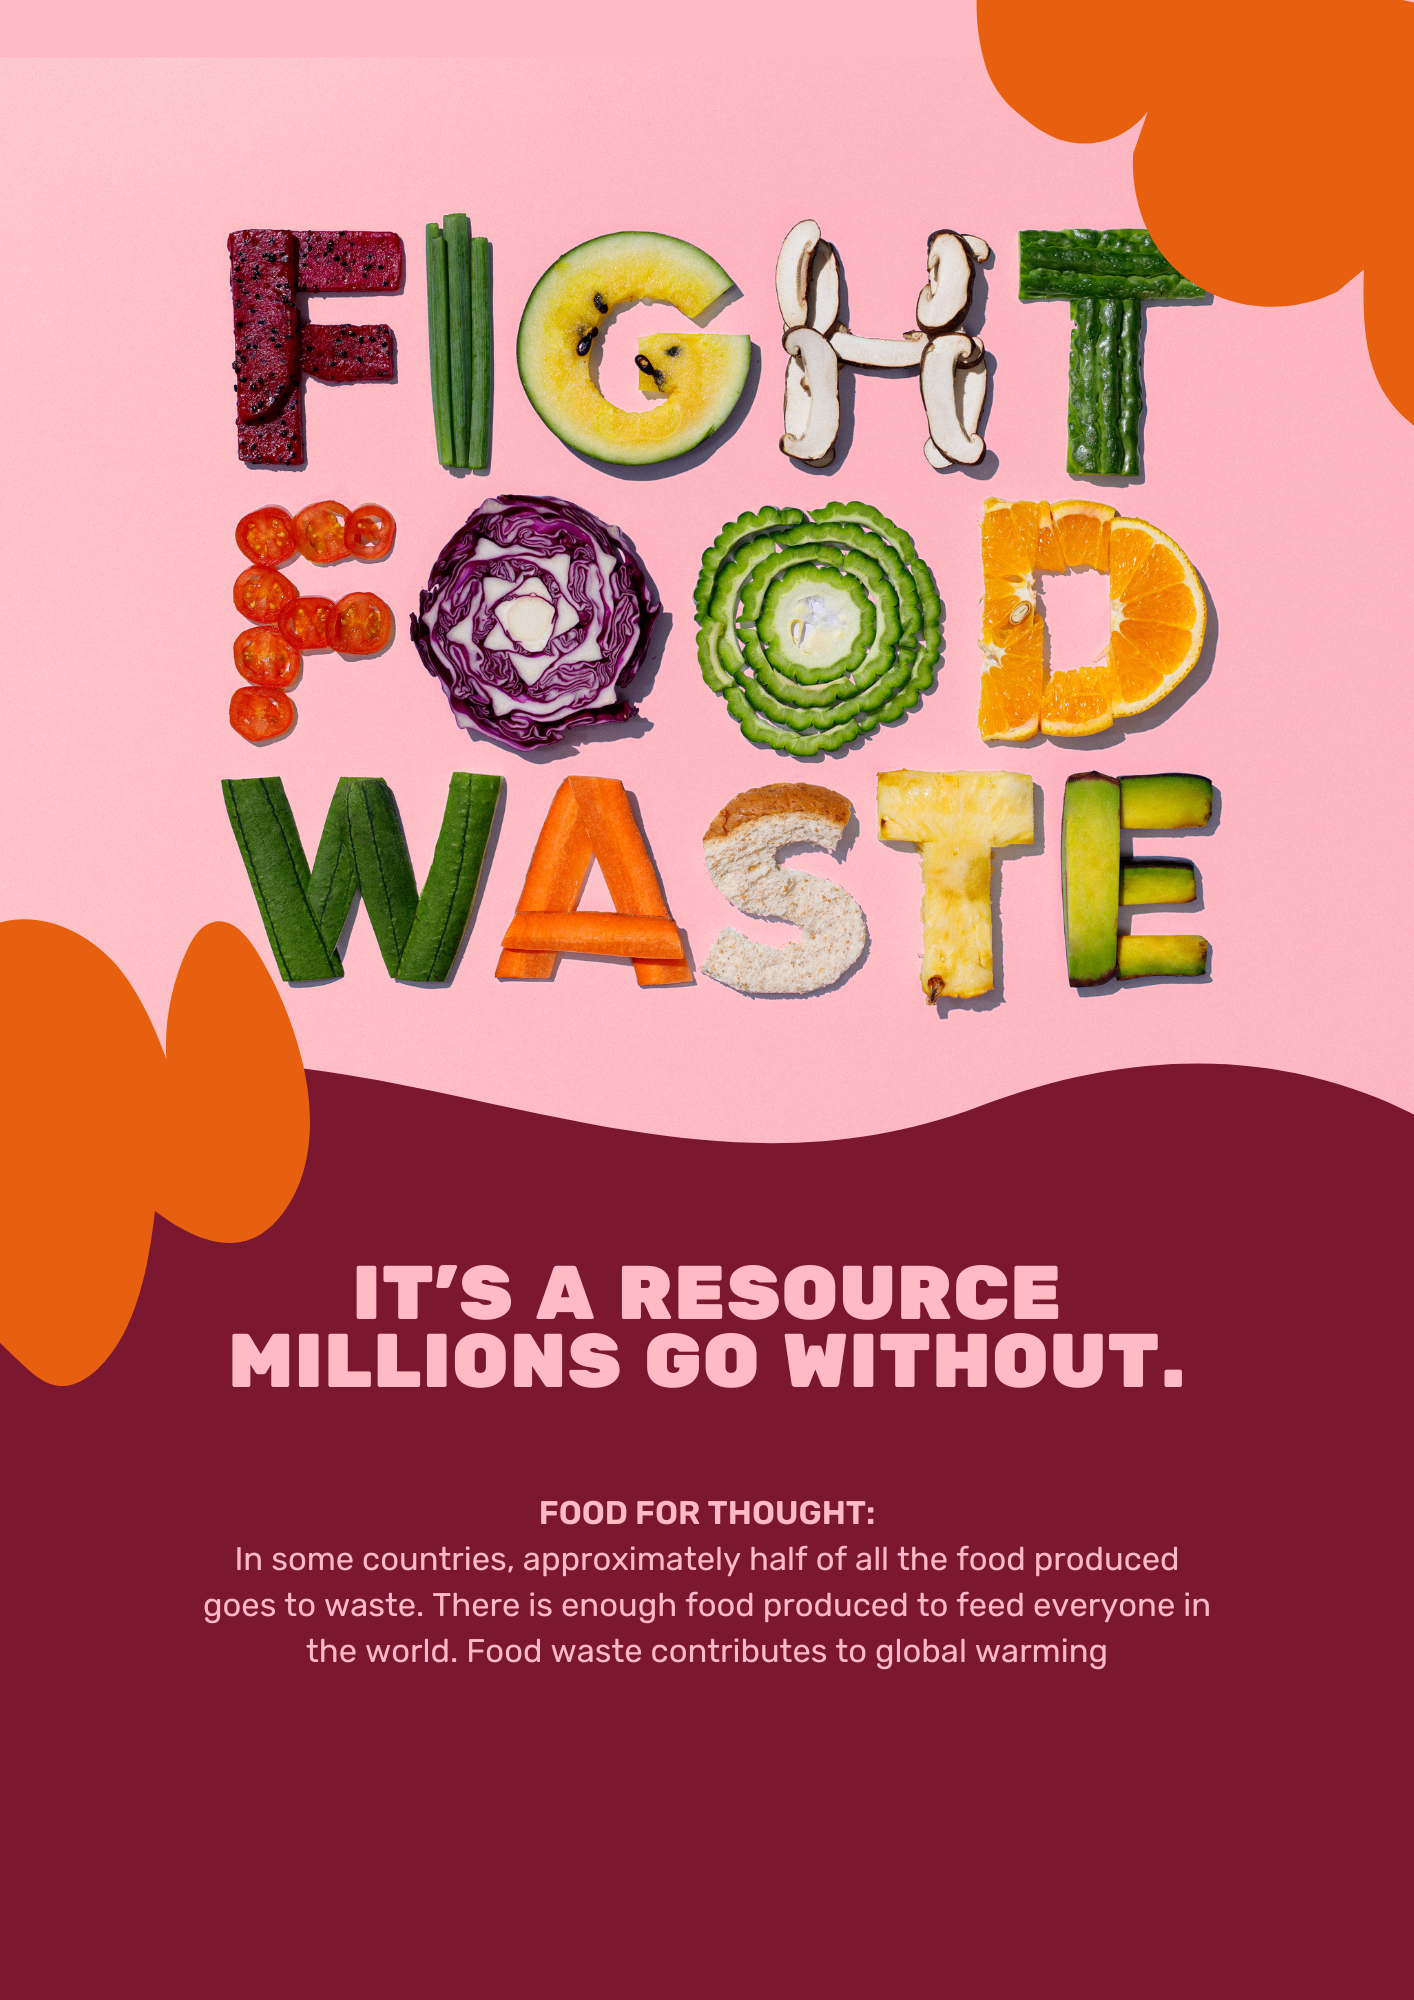 FIGHT
FOOD
WASTE
IT’S A RESOURCE
MILLIONS GO WITHOUT.
FOOD FOR THOUGHT:
In some countries, approximately half of all the food produced
goes to waste. There is enough food produced to feed everyone in
the world. Food waste contributes to global warming